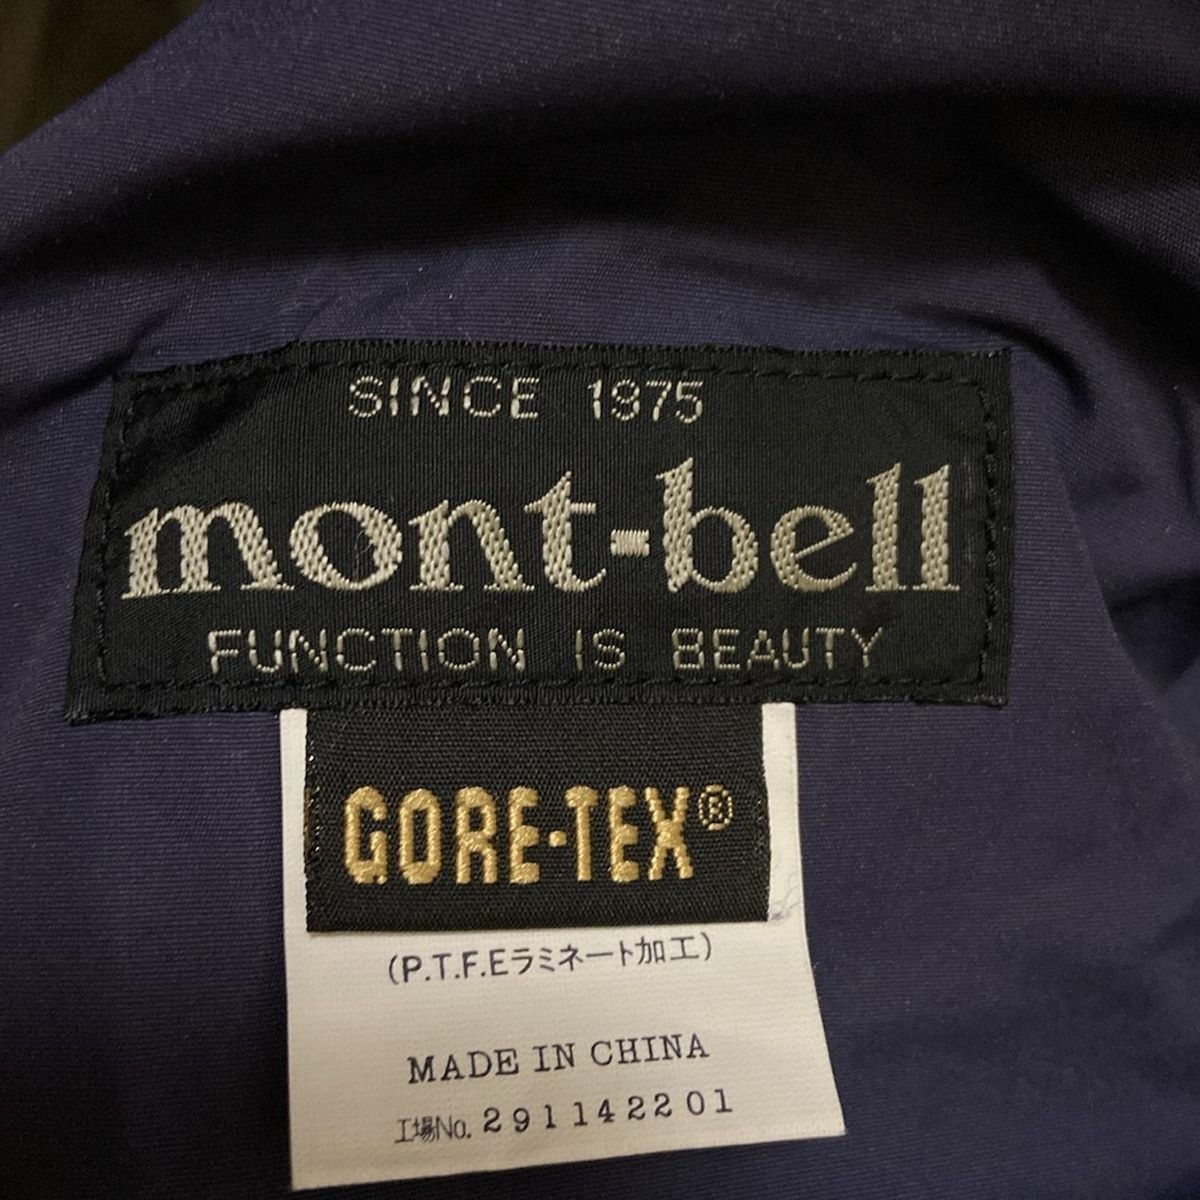 SINCE 1975
mont-bell
FUNCTION IS BEAUTY
GORE-TEX®
(P.T.F.Eラミネート加工)
MADE IN CHINA
工場No. 291142201